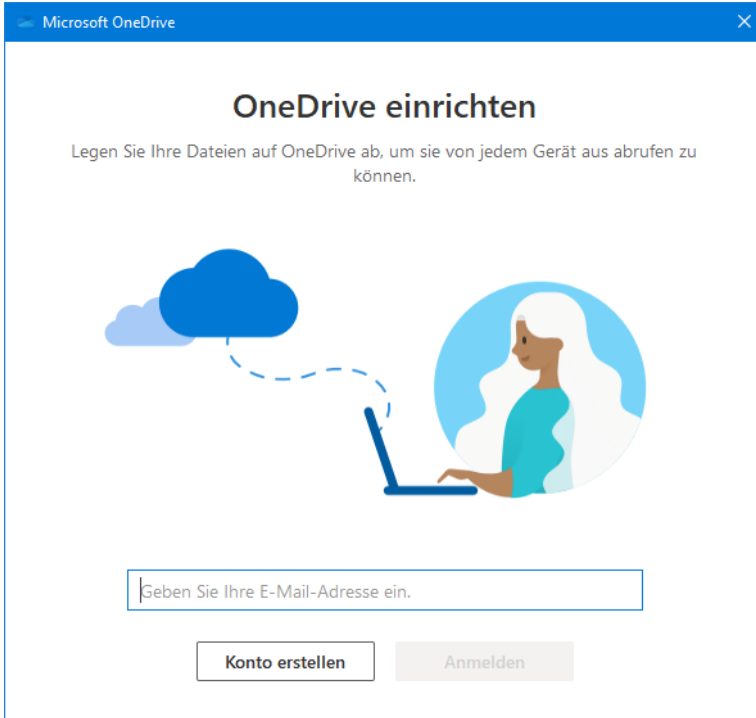 Microsoft OneDrive
OneDrive einrichten
Legen Sie Ihre Dateien auf OneDrive ab, um sie von jedem Gerät aus abrufen zu
können.
Geben Sie Ihre E-Mail-Adresse ein.
Konto erstellen
Anmelden